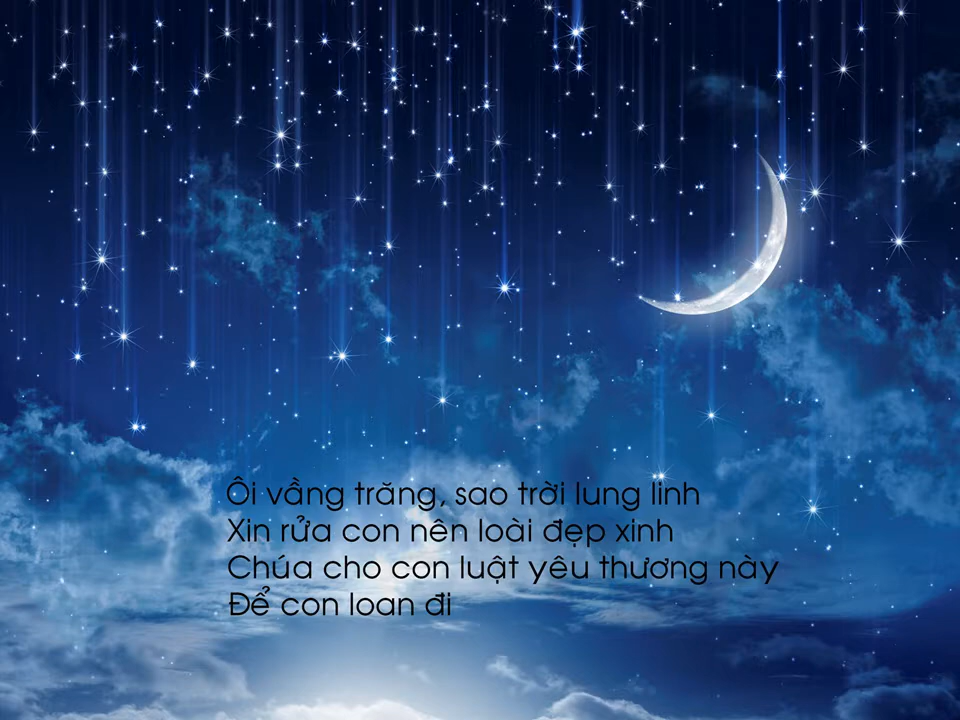 Ôi vầng trăng, sao trời lung linh
Xin rửa con nên loài đẹp xinh
Chúa cho con luật yêu thương này
Để con loan đi